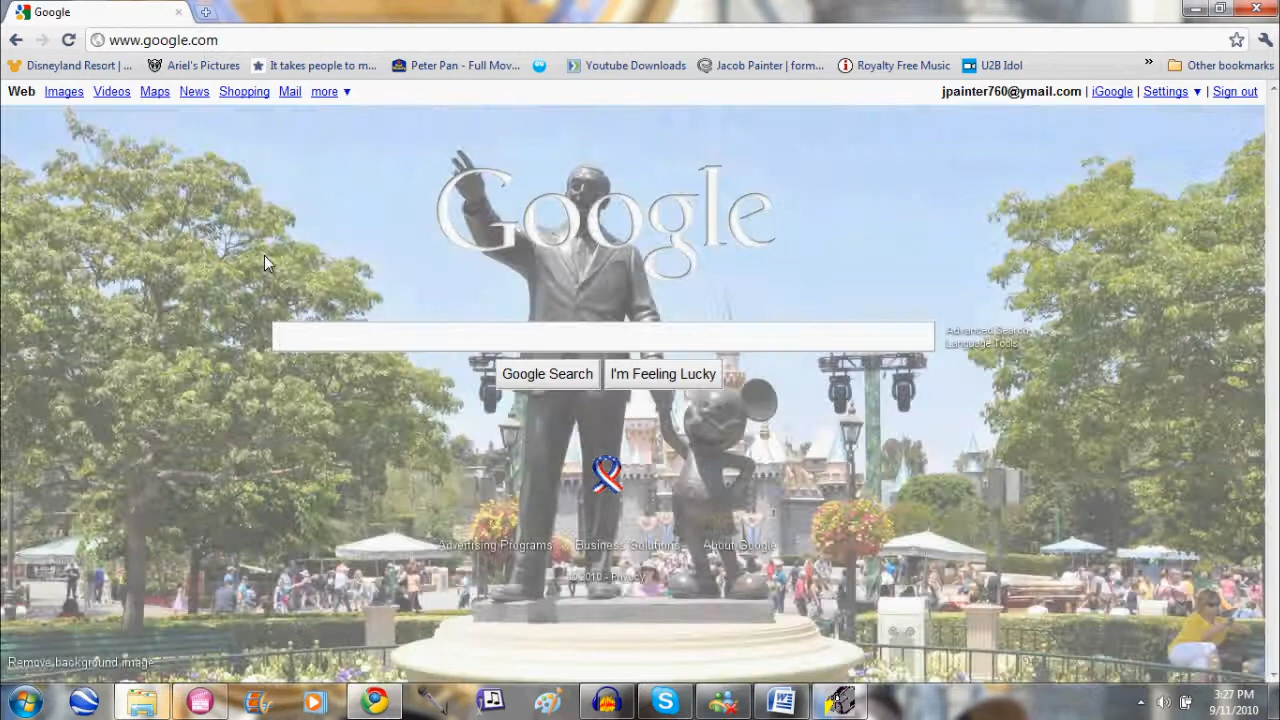 Google
www.google.com
Disneyland Resort | ... Ariel's Pictures It takes people to m... Peter Pan - Full Mov... Youtube Downloads Jacob Painter | form... Royalty Free Music U2B Idol » Other bookmarks
Web Images Videos Maps News Shopping Mail more ▼ jpainter760@ymail.com | iGoogle | Settings ▼ | Sign out
Google
Advanced Search
Language Tools
Google Search I'm Feeling Lucky
Advertising Programs Business Solutions About Google
© 2010 - Privacy
Remove background image
3:27 PM
9/11/2010